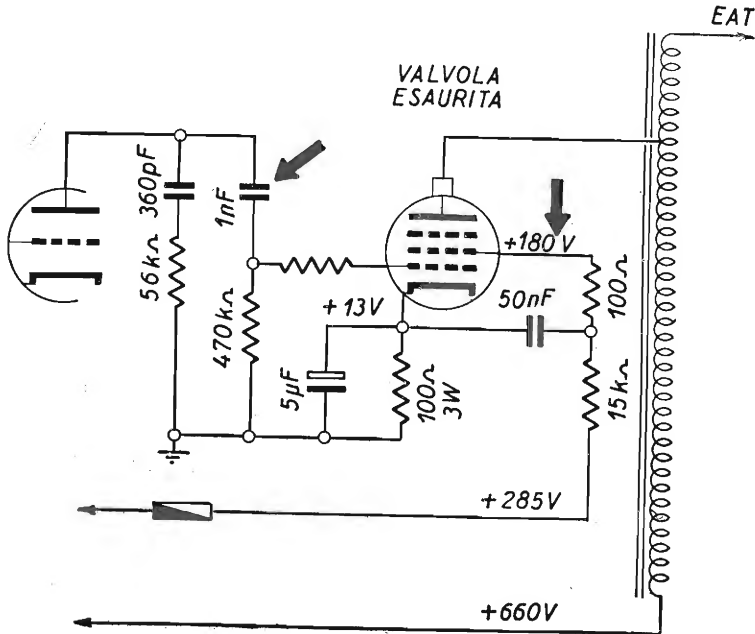 EAT
VALVOLA
ESAURITA
360pF
1nF
+180V
56kΩ
470kΩ
+13V
50nF
100Ω
5µF
100Ω
3W
15kΩ
+285V
+660V